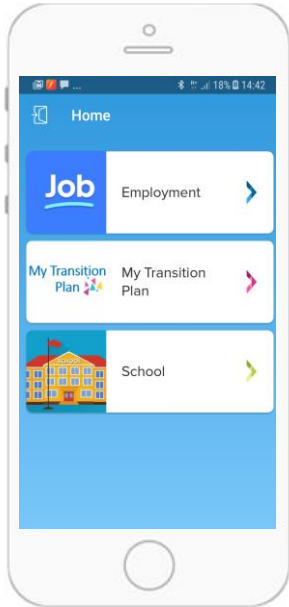 ... 18% 14:42
Home
Job
Employment
My Transition
Plan
My Transition
Plan
SCHOOL
School